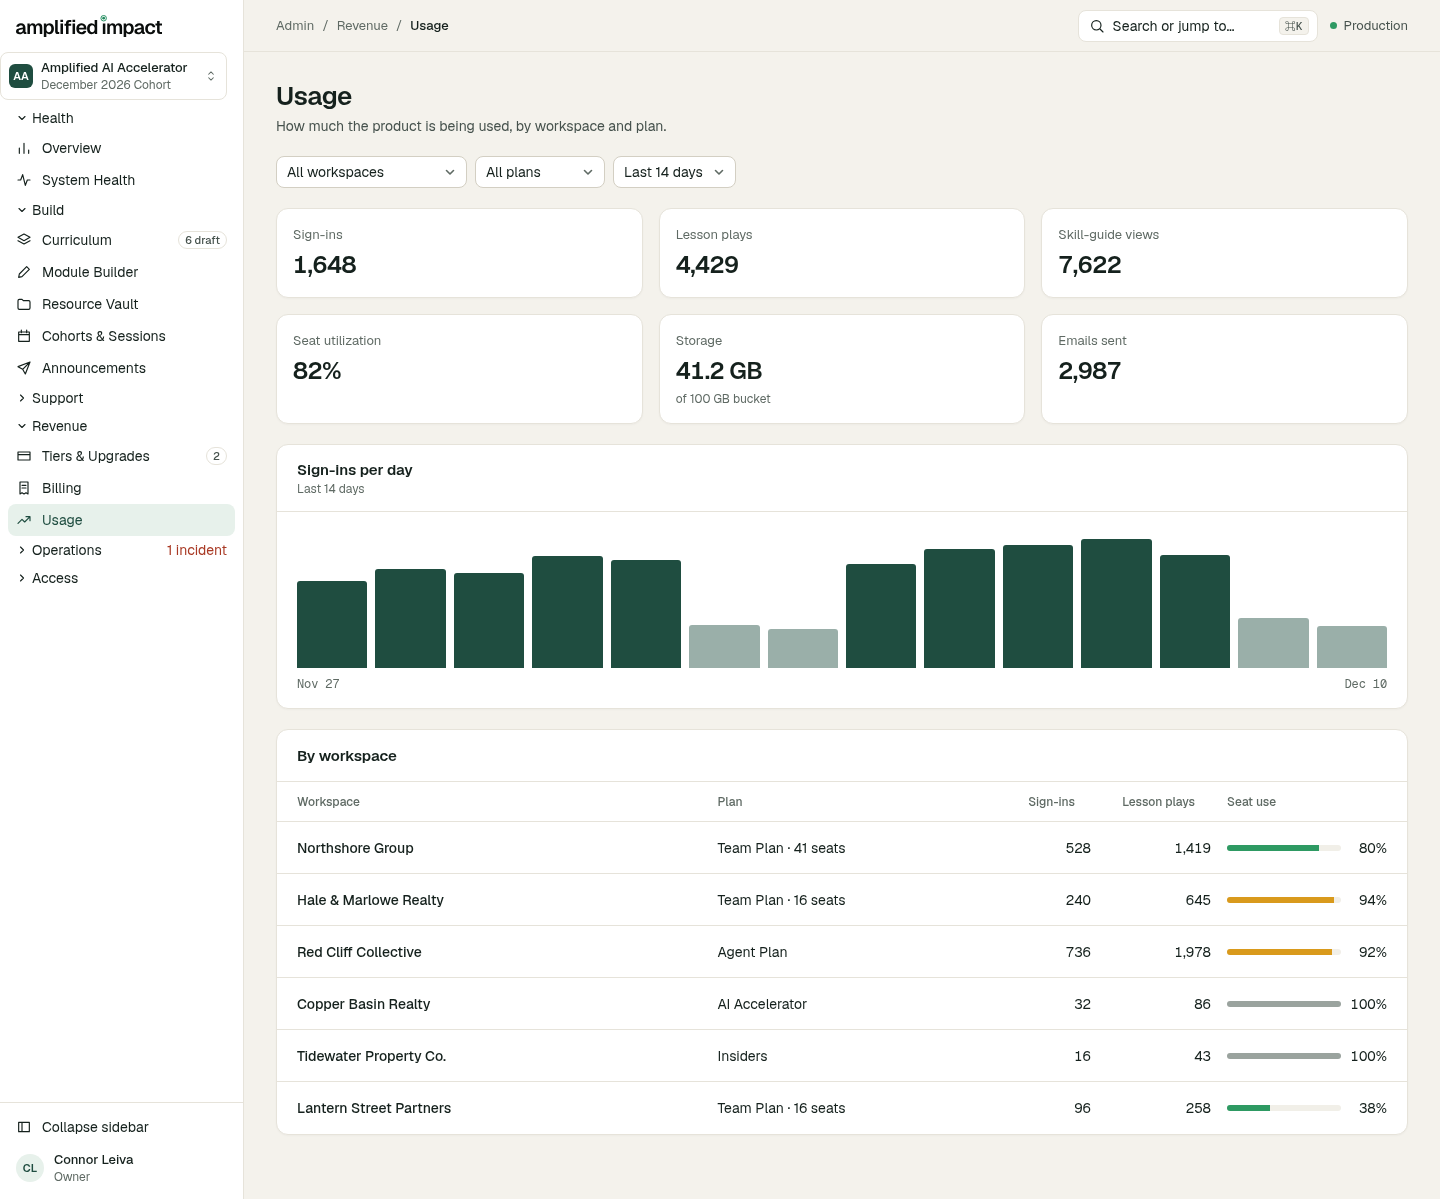 amplified impact
AA
Amplified AI Accelerator
December 2026 Cohort
Health
Overview
System Health
Build
Curriculum 6 draft
Module Builder
Resource Vault
Cohorts & Sessions
Announcements
Support
Revenue
Tiers & Upgrades 2
Billing
Usage
Operations 1 incident
Access
Collapse sidebar
CL
Connor Leiva
Owner
Admin / Revenue / Usage
Search or jump to… ⌘K
Production
Usage
How much the product is being used, by workspace and plan.
All workspaces All plans Last 14 days
Sign-ins
1,648
Lesson plays
4,429
Skill-guide views
7,622
Seat utilization
82%
Storage
41.2 GB
of 100 GB bucket
Emails sent
2,987
Sign-ins per day
Last 14 days
Nov 27 Dec 10
By workspace
Workspace Plan Sign-ins Lesson plays Seat use
Northshore Group Team Plan · 41 seats 528 1,419 80%
Hale & Marlowe Realty Team Plan · 16 seats 240 645 94%
Red Cliff Collective Agent Plan 736 1,978 92%
Copper Basin Realty AI Accelerator 32 86 100%
Tidewater Property Co. Insiders 16 43 100%
Lantern Street Partners Team Plan · 16 seats 96 258 38%